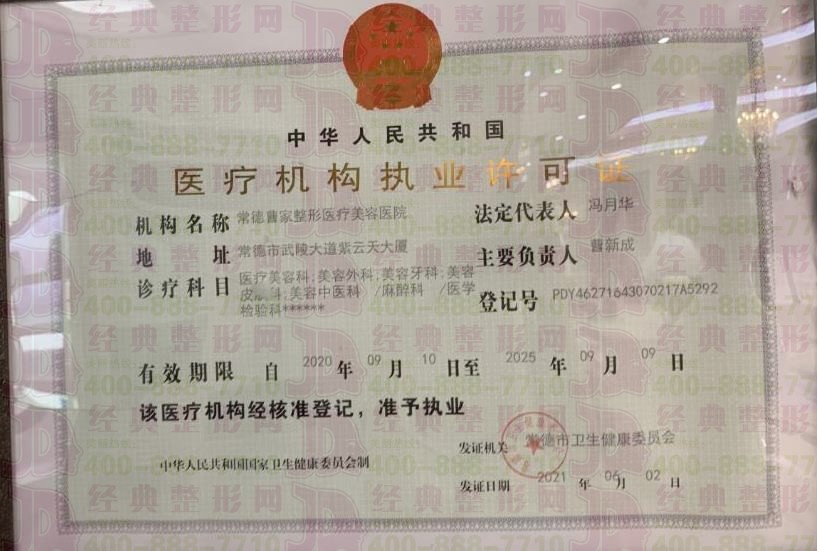 中华人民共和国
医疗机构执业许可证
机构名称 常德曹家整形医疗美容医院
法定代表人 冯月华
地址 常德市武陵大道紫云天大厦
主要负责人 曹新成
诊疗科目 医疗美容科;美容外科;美容牙科;美容
皮肤科;美容中医科 /麻醉科 /医学
检验科******
登记号 PDY46271643070217A5292
有效期限 自 2020 年 09 月 10 日至 2025 年 09 月 09 日
该医疗机构经核准登记,准予执业
发证机关 常德市卫生健康委员会
中华人民共和国国家卫生健康委员会制
发证日期 2021 年 06 月 02 日
经典整形网
400-888-7710